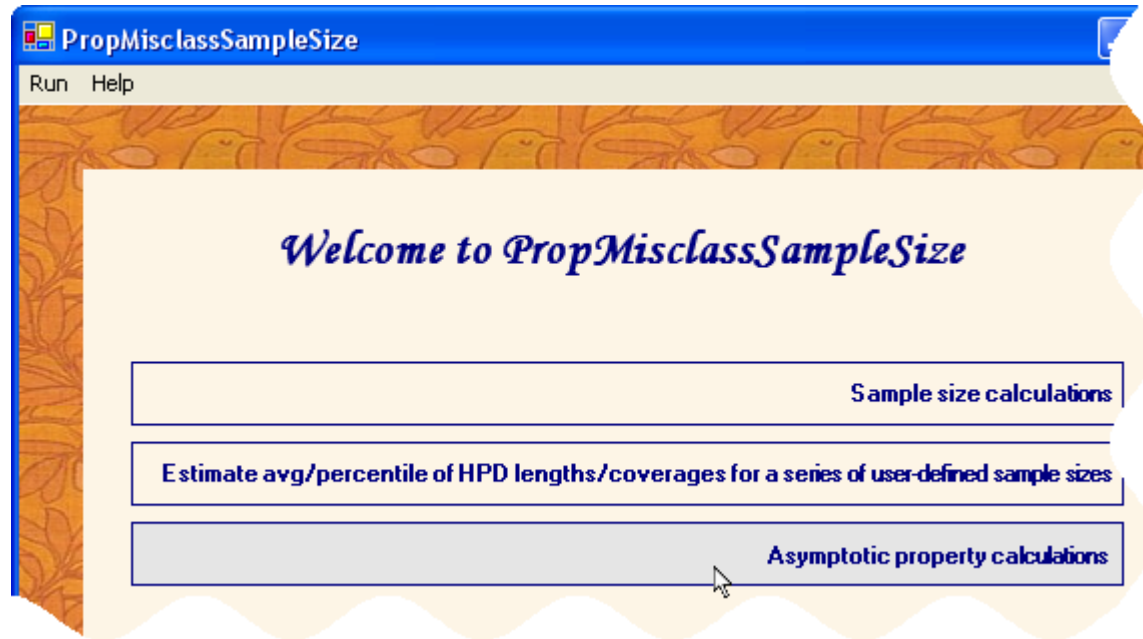 PropMisclassSampleSize
Run Help
Welcome to PropMisclassSampleSize
Sample size calculations
Estimate avg/percentile of HPD lengths/coverages for a series of user-defined sample sizes
Asymptotic property calculations